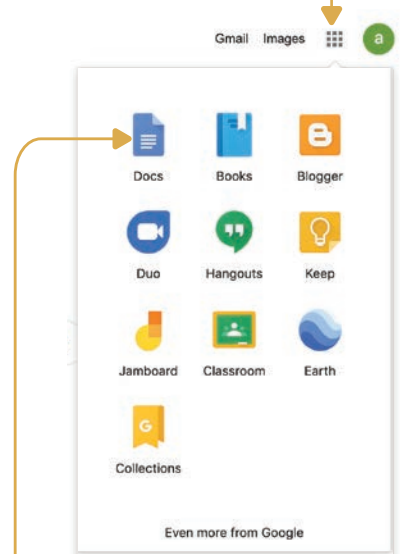 Gmail Images a
Docs Books Blogger
Duo Hangouts Keep
Jamboard Classroom Earth
G
Collections
Even more from Google